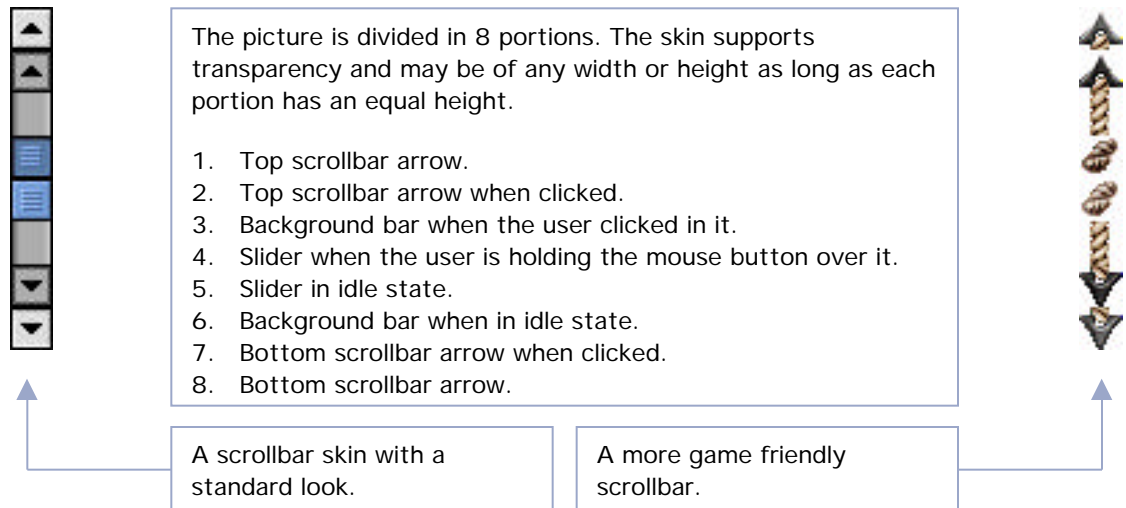 The picture is divided in 8 portions. The skin supports
transparency and may be of any width or height as long as each
portion has an equal height.
1. Top scrollbar arrow.
2. Top scrollbar arrow when clicked.
3. Background bar when the user clicked in it.
4. Slider when the user is holding the mouse button over it.
5. Slider in idle state.
6. Background bar when in idle state.
7. Bottom scrollbar arrow when clicked.
8. Bottom scrollbar arrow.
A scrollbar skin with a
standard look.
A more game friendly
scrollbar.